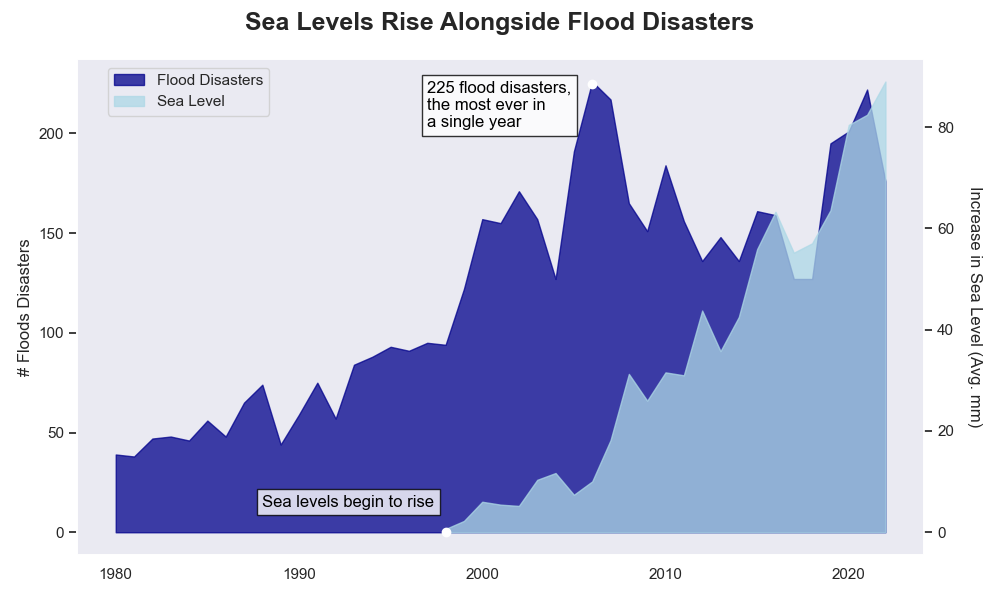 Sea Levels Rise Alongside Flood Disasters
Flood Disasters
Sea Level
225 flood disasters,
the most ever in
a single year
Sea levels begin to rise
# Floods Disasters
200
150
100
50
0
Increase in Sea Level (Avg. mm)
80
60
40
20
0
1980
1990
2000
2010
2020